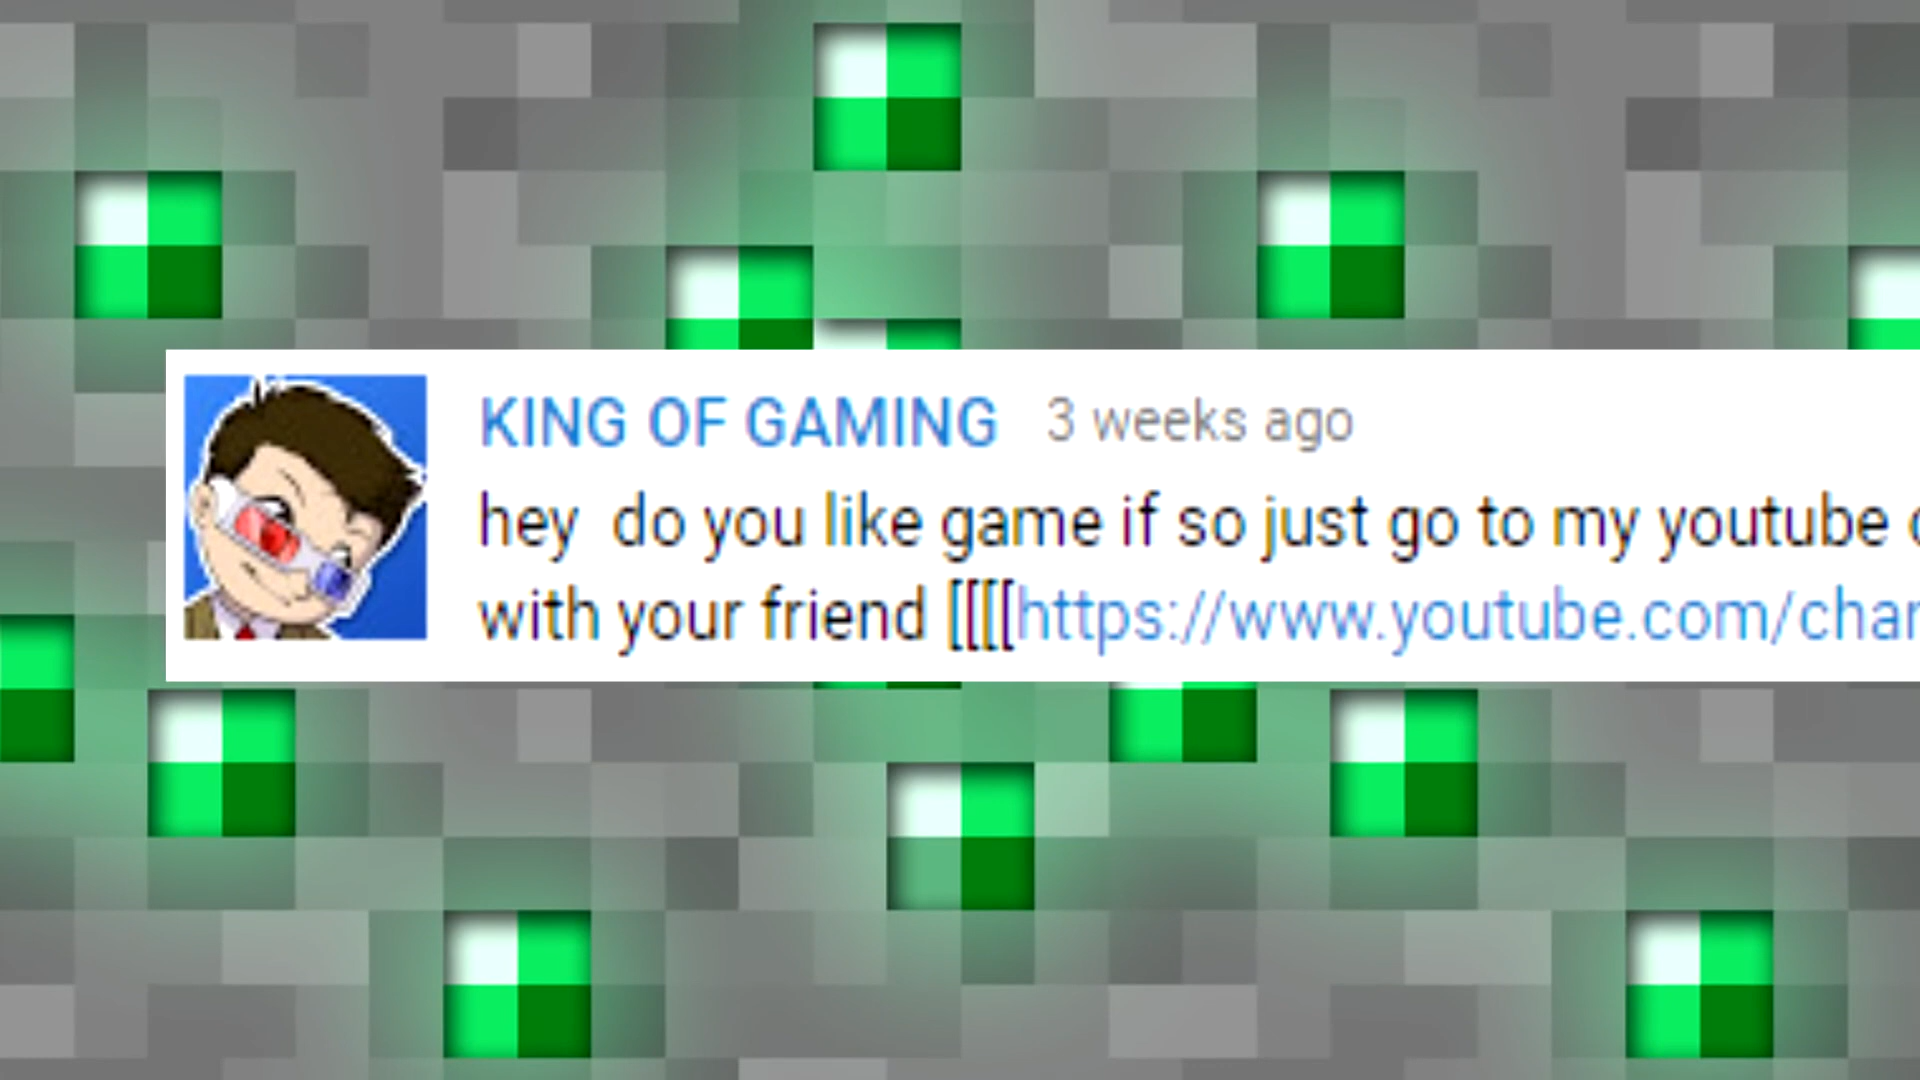 KING OF GAMING 3 weeks ago
hey do you like game if so just go to my youtube
with your friend [[[[https://www.youtube.com/chan